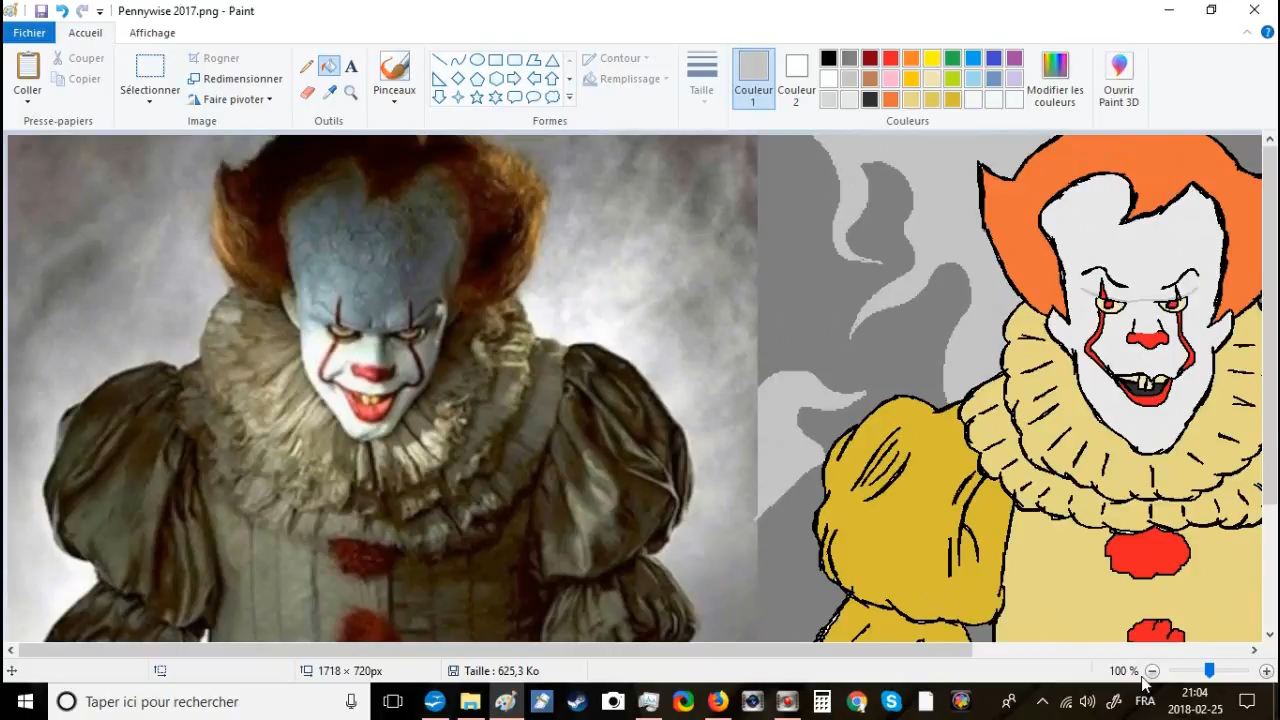 Pennywise 2017.png - Paint
Fichier Accueil Affichage
Coller
Couper
Copier
Presse-papiers
Sélectionner
Rogner
Redimensionner
Faire pivoter
Image
A
Outils
Pinceaux
Contour
Remplissage
Formes
Taille
Couleur 1
Couleur 2
Modifier les couleurs
Couleurs
Ouvrir Paint 3D
1718 × 720px
Taille : 625,3 Ko
100 %
Taper ici pour rechercher
FRA
21:04
2018-02-25